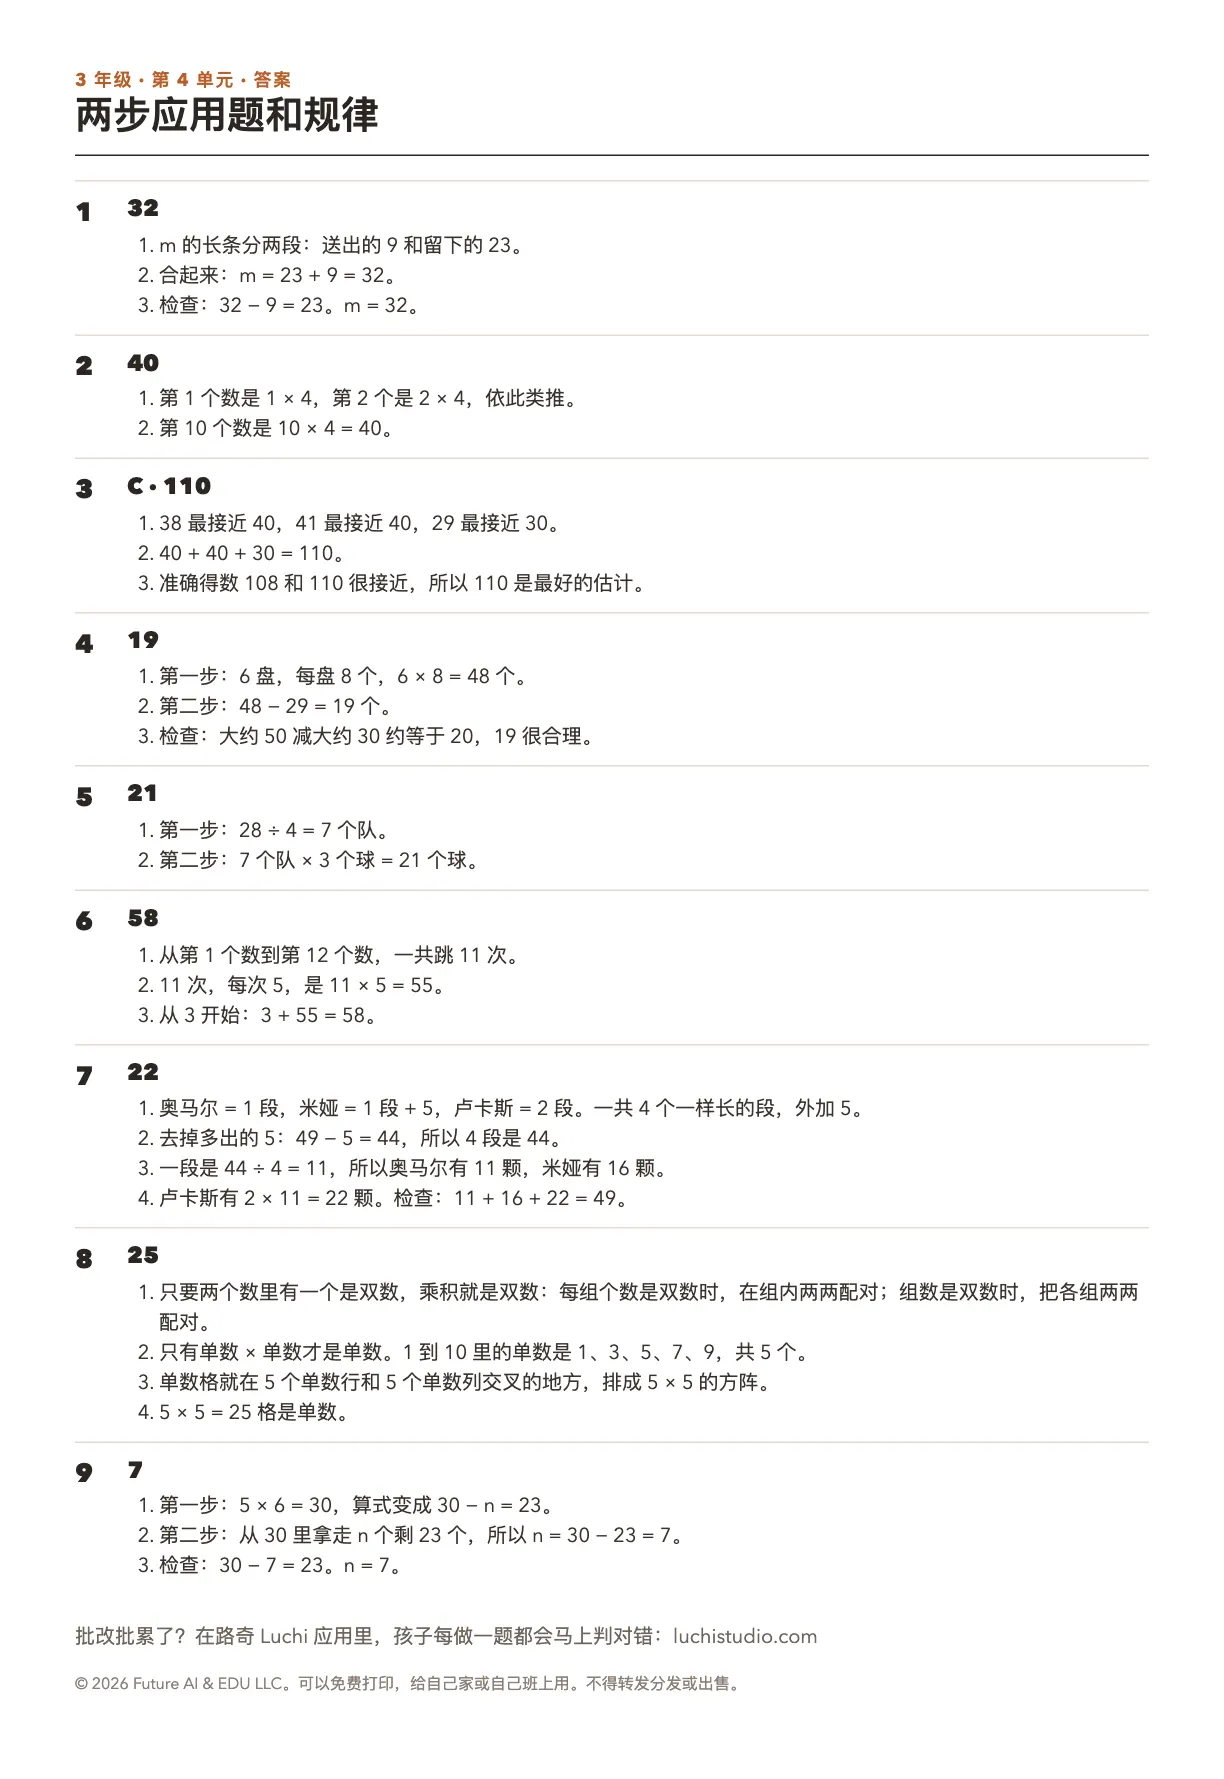 3 年级 · 第 4 单元 · 答案
两步应用题和规律
1 32
1. m 的长条分两段：送出的 9 和留下的 23。
2. 合起来：m = 23 + 9 = 32。
3. 检查：32 − 9 = 23。m = 32。
2 40
1. 第 1 个数是 1 × 4，第 2 个是 2 × 4，依此类推。
2. 第 10 个数是 10 × 4 = 40。
3 C · 110
1. 38 最接近 40，41 最接近 40，29 最接近 30。
2. 40 + 40 + 30 = 110。
3. 准确得数 108 和 110 很接近，所以 110 是最好的估计。
4 19
1. 第一步：6 盘，每盘 8 个，6 × 8 = 48 个。
2. 第二步：48 − 29 = 19 个。
3. 检查：大约 50 减大约 30 约等于 20，19 很合理。
5 21
1. 第一步：28 ÷ 4 = 7 个队。
2. 第二步：7 个队 × 3 个球 = 21 个球。
6 58
1. 从第 1 个数到第 12 个数，一共跳 11 次。
2. 11 次，每次 5，是 11 × 5 = 55。
3. 从 3 开始：3 + 55 = 58。
7 22
1. 奥马尔 = 1 段，米娅 = 1 段 + 5，卢卡斯 = 2 段。一共 4 个一样长的段，外加 5。
2. 去掉多出的 5：49 − 5 = 44，所以 4 段是 44。
3. 一段是 44 ÷ 4 = 11，所以奥马尔有 11 颗，米娅有 16 颗。
4. 卢卡斯有 2 × 11 = 22 颗。检查：11 + 16 + 22 = 49。
8 25
1. 只要两个数里有一个是双数，乘积就是双数：每组个数是双数时，在组内两两配对；组数是双数时，把各组两两
配对。
2. 只有单数 × 单数才是单数。1 到 10 里的单数是 1、3、5、7、9，共 5 个。
3. 单数格就在 5 个单数行和 5 个单数列交叉的地方，排成 5 × 5 的方阵。
4. 5 × 5 = 25 格是单数。
9 7
1. 第一步：5 × 6 = 30，算式变成 30 − n = 23。
2. 第二步：从 30 里拿走 n 个剩 23 个，所以 n = 30 − 23 = 7。
3. 检查：30 − 7 = 23。n = 7。
批改批累了？在路奇 Luchi 应用里，孩子每做一题都会马上判对错：luchistudio.com
© 2026 Future AI & EDU LLC。可以免费打印，给自己家或自己班上用。不得转发分发或出售。